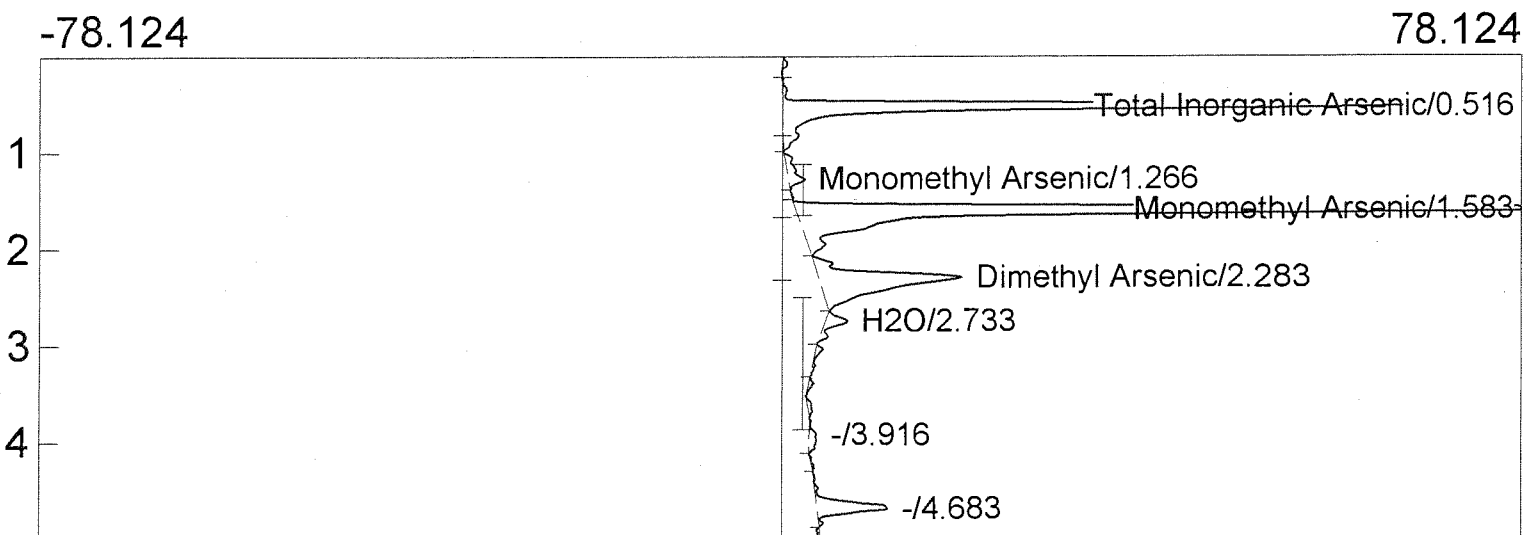 -78.124 78.124
Total Inorganic Arsenic/0.516
1
Monomethyl Arsenic/1.266
Monomethyl Arsenic/1.583
2
Dimethyl Arsenic/2.283
H2O/2.733
3
4
-/3.916
-/4.683